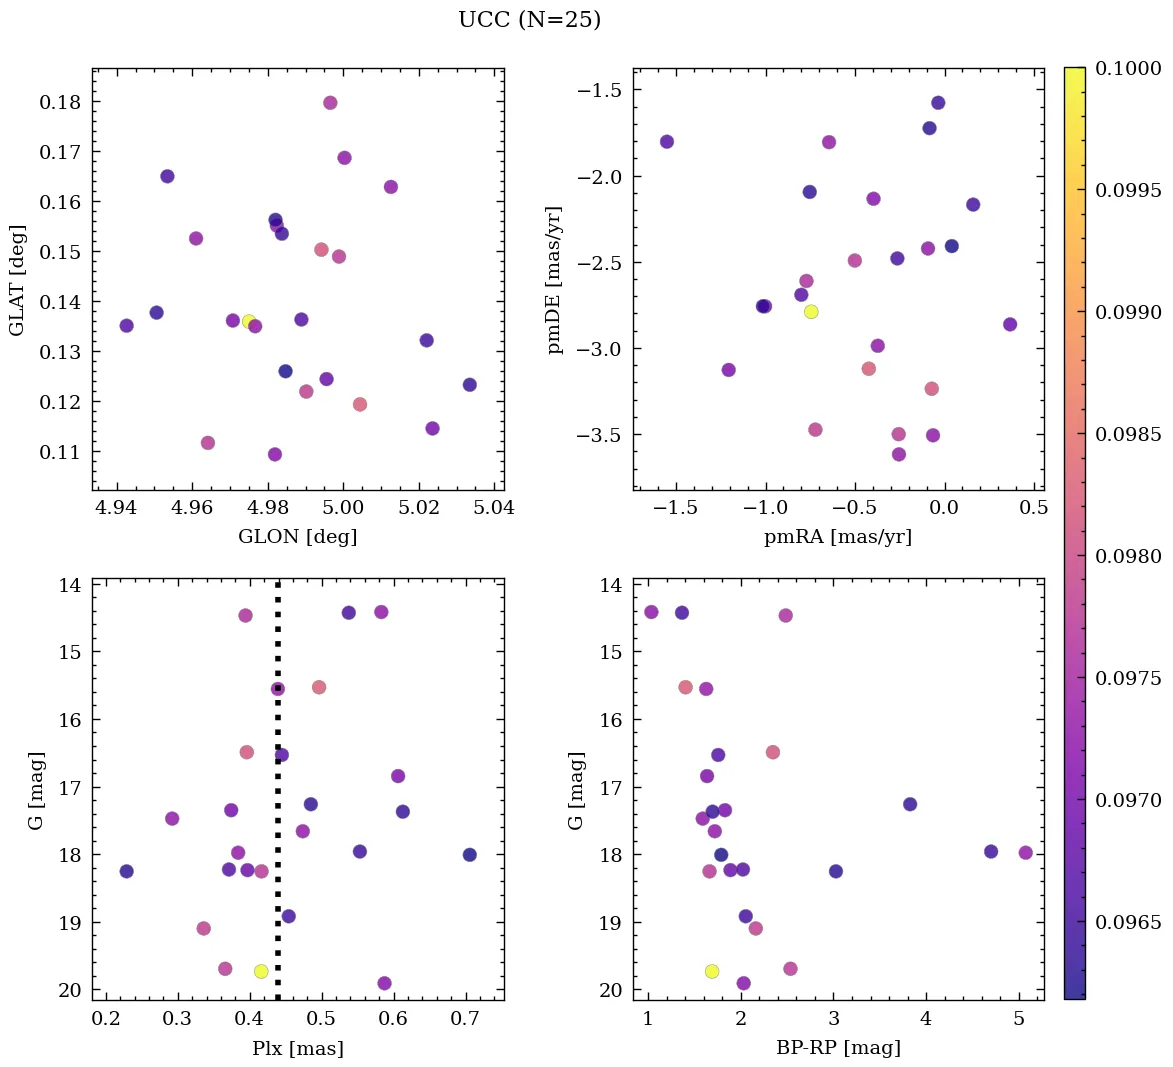 UCC (N=25)
0.18
0.17
0.16
0.15
0.14
0.13
0.12
0.11
GLAT [deg]
4.94 4.96 4.98 5.00 5.02 5.04
GLON [deg]
−1.5
−2.0
−2.5
−3.0
−3.5
pmDE [mas/yr]
−1.5 −1.0 −0.5 0.0 0.5
pmRA [mas/yr]
14
15
16
17
18
19
20
G [mag]
0.2 0.3 0.4 0.5 0.6 0.7
Plx [mas]
14
15
16
17
18
19
20
G [mag]
1 2 3 4 5
BP-RP [mag]
0.1000
0.0995
0.0990
0.0985
0.0980
0.0975
0.0970
0.0965